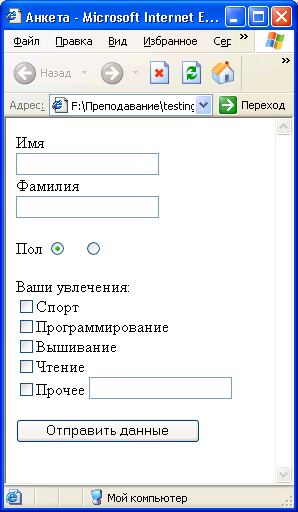 Анкета - Microsoft Internet E...
Файл Правка Вид Избранное Сер »
Назад »
Адрес: F:\Преподавание\testing Переход
Имя
Фамилия
Пол
Ваши увлечения:
Спорт
Программирование
Вышивание
Чтение
Прочее
Отправить данные
Мой компьютер